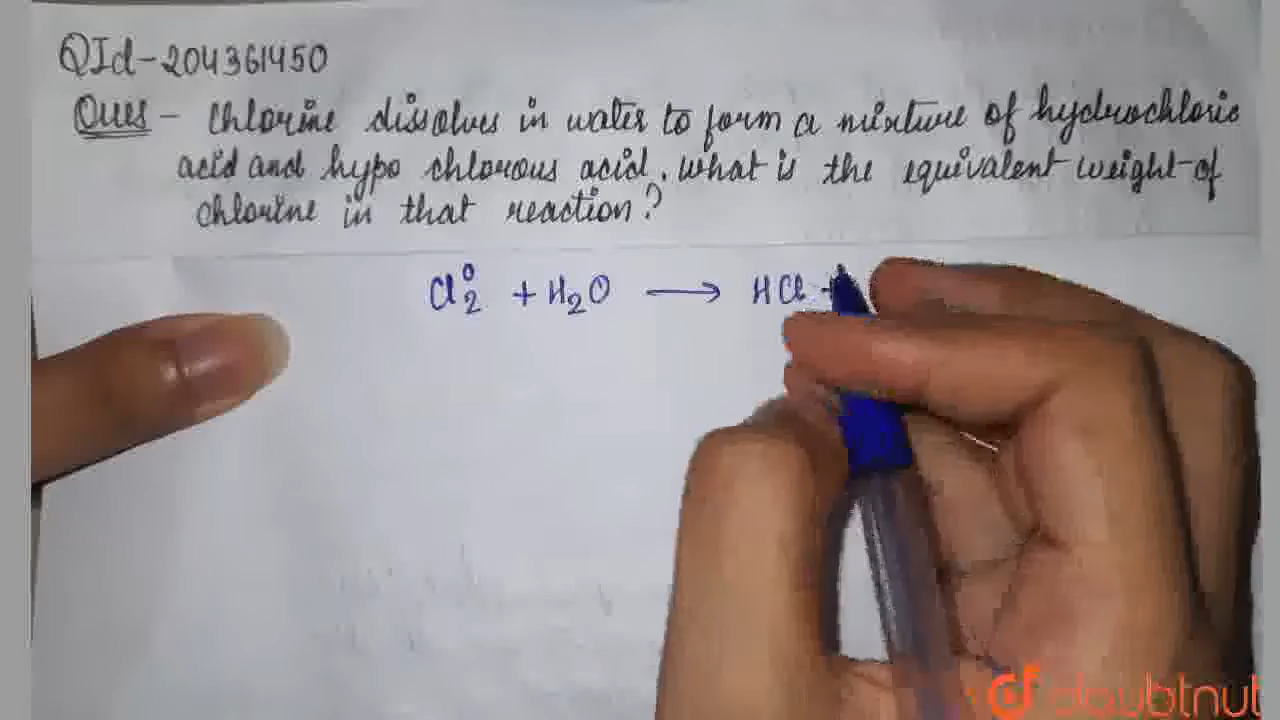 QId-204361450
Ques - Chlorine dissolves in water to form a mixture of hydrochloric
acid and hypo chlorous acid. What is the equivalent weight of
chlorine in that reaction?
Cl₂⁰ + H₂O ⟶ HCl +
doubtnut